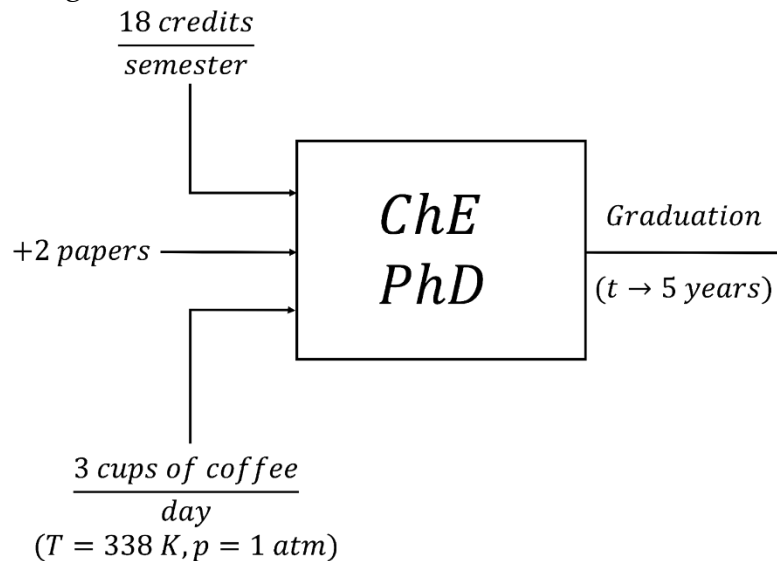 18 credits
semester
+2 papers
ChE
PhD
Graduation
(t → 5 years)
3 cups of coffee
day
(T = 338 K, p = 1 atm)